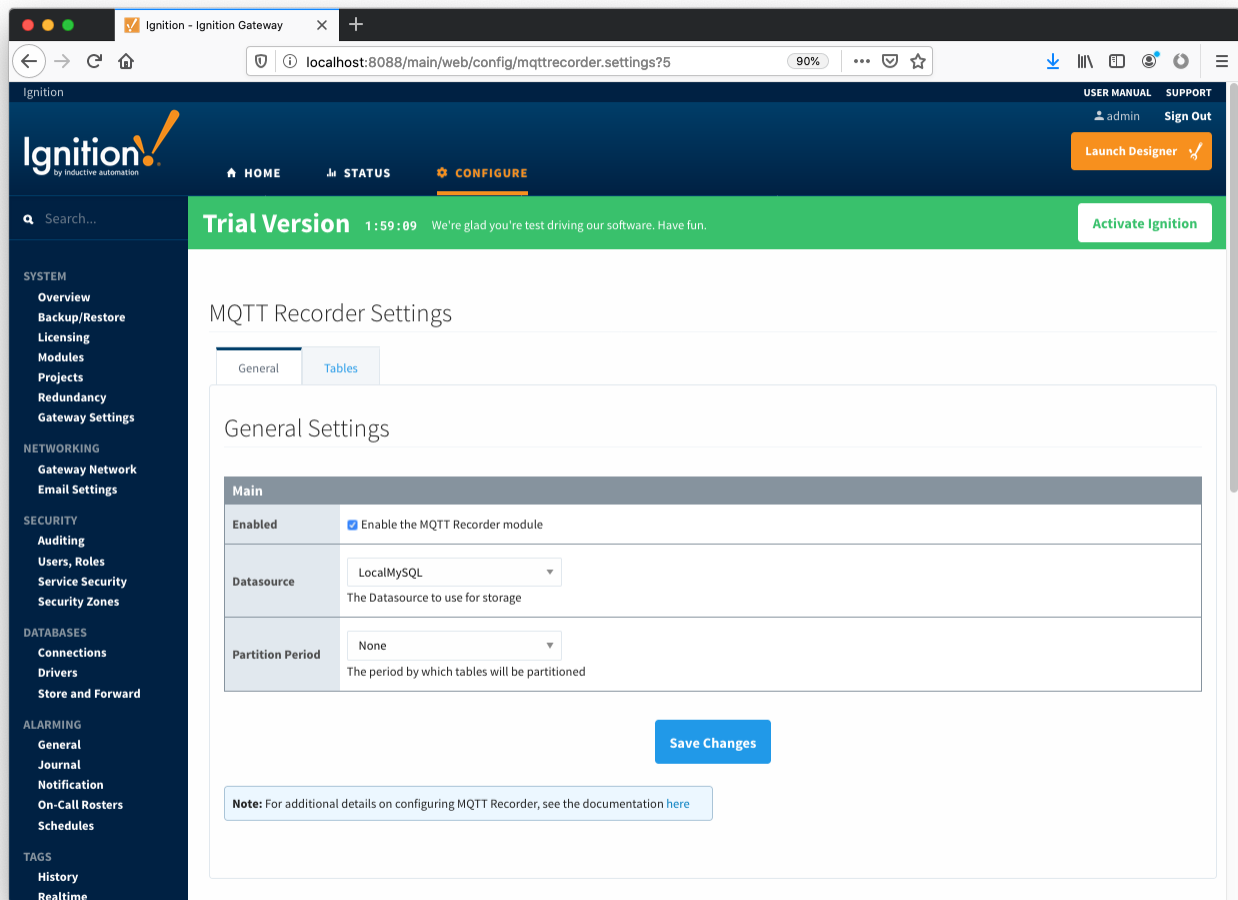 Ignition - Ignition Gateway
localhost:8088/main/web/config/mqttrecorder.settings?5
90%
Ignition
USER MANUAL SUPPORT
admin Sign Out
Ignition!
by inductive automation
Launch Designer
HOME STATUS CONFIGURE
Search...
Trial Version 1:59:09 We're glad you're test driving our software. Have fun.
Activate Ignition
SYSTEM
Overview
Backup/Restore
Licensing
Modules
Projects
Redundancy
Gateway Settings
NETWORKING
Gateway Network
Email Settings
SECURITY
Auditing
Users, Roles
Service Security
Security Zones
DATABASES
Connections
Drivers
Store and Forward
ALARMING
General
Journal
Notification
On-Call Rosters
Schedules
TAGS
History
Realtime
MQTT Recorder Settings
General Tables
General Settings
Main
Enabled Enable the MQTT Recorder module
Datasource LocalMySQL
The Datasource to use for storage
Partition Period None
The period by which tables will be partitioned
Save Changes
Note: For additional details on configuring MQTT Recorder, see the documentation here